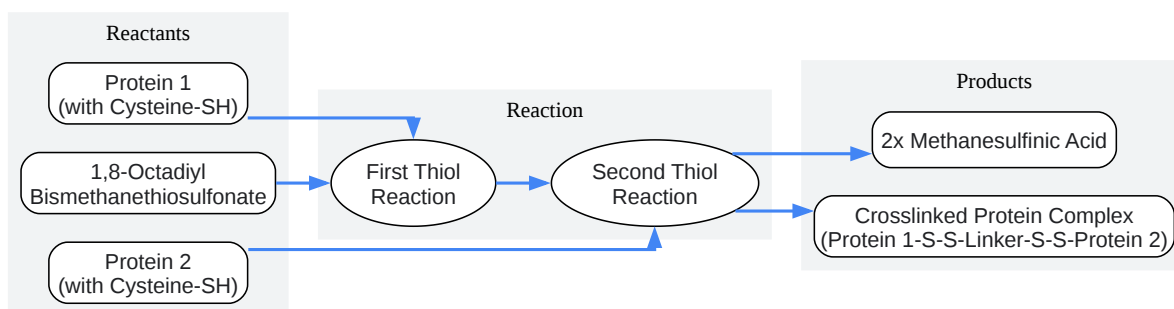 Reactants
Protein 1
(with Cysteine-SH)
1,8-Octadiyl
Bismethanethiosulfonate
Protein 2
(with Cysteine-SH)
Reaction
First Thiol
Reaction
Second Thiol
Reaction
Products
2x Methanesulfinic Acid
Crosslinked Protein Complex
(Protein 1-S-S-Linker-S-S-Protein 2)